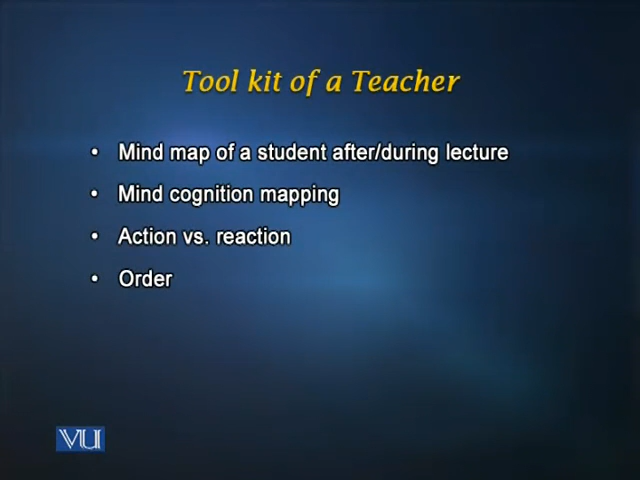 Tool kit of a Teacher
• Mind map of a student after/during lecture
• Mind cognition mapping
• Action vs. reaction
• Order
VU